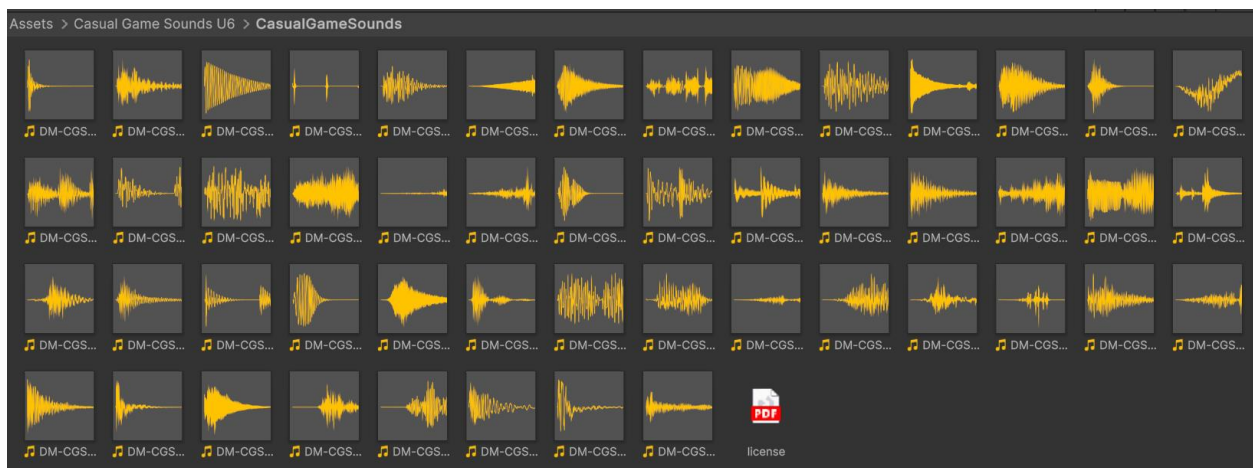 Assets > Casual Game Sounds U6 > CasualGameSounds
DM-CGS... DM-CGS... DM-CGS... DM-CGS... DM-CGS... DM-CGS... DM-CGS... DM-CGS... DM-CGS... DM-CGS... DM-CGS... DM-CGS... DM-CGS... DM-CGS...
DM-CGS... DM-CGS... DM-CGS... DM-CGS... DM-CGS... DM-CGS... DM-CGS... DM-CGS... DM-CGS... DM-CGS... DM-CGS... DM-CGS... DM-CGS... DM-CGS...
DM-CGS... DM-CGS... DM-CGS... DM-CGS... DM-CGS... DM-CGS... DM-CGS... DM-CGS... DM-CGS... DM-CGS... DM-CGS... DM-CGS... DM-CGS... DM-CGS...
PDF
DM-CGS... DM-CGS... DM-CGS... DM-CGS... DM-CGS... DM-CGS... DM-CGS... DM-CGS... license